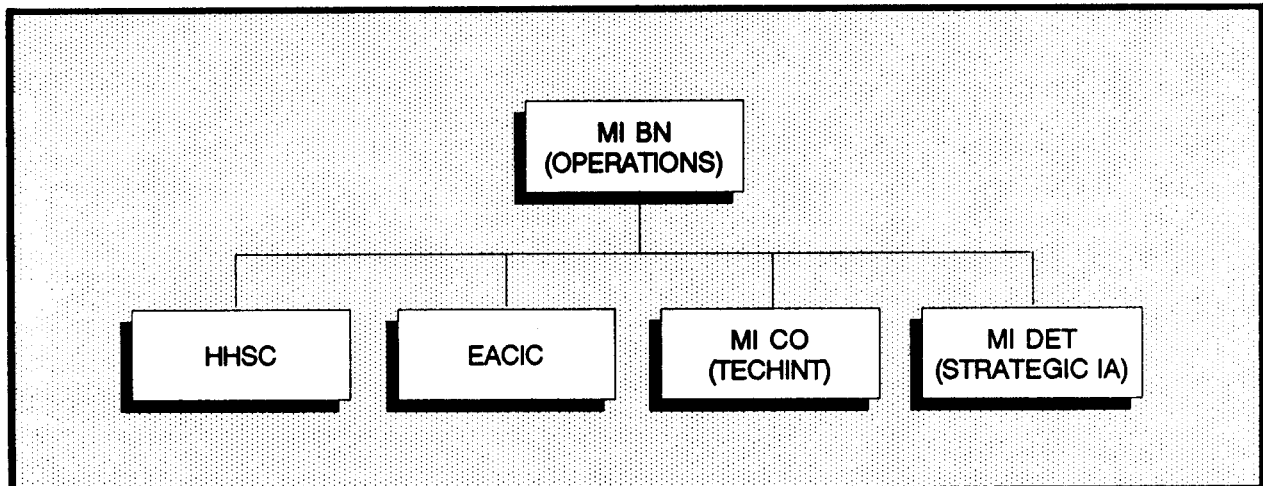 MI BN
(OPERATIONS)
HHSC
EACIC
MI CO
(TECHINT)
MI DET
(STRATEGIC IA)